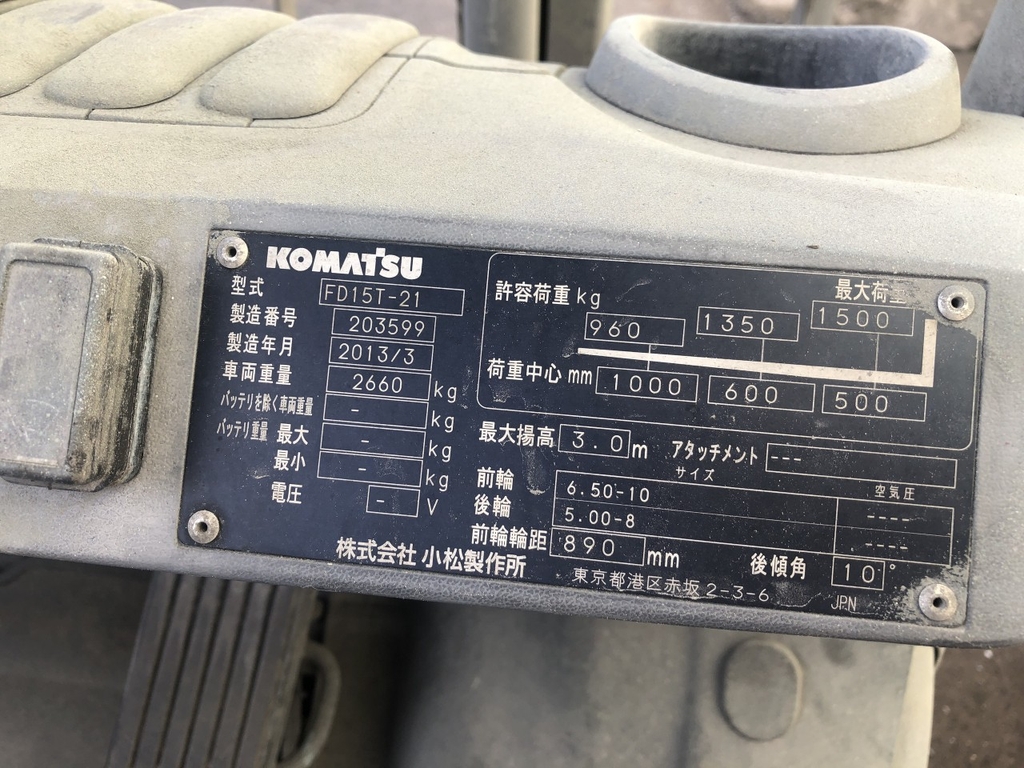 KOMATSU
型式 FD15T-21
製造番号 203599
製造年月 2013/3
車両重量 2660 kg
バッテリを除く車両重量 - kg
バッテリ重量 最大 - kg
最小 - kg
電圧 - V
許容荷重 kg 960 1350 最大荷重 1500
荷重中心 mm 1000 600 500
最大揚高 3.0 m アタッチメント ---
サイズ 空気圧
前輪 6.50-10 ----
後輪 5.00-8 ----
前輪輪距 890 mm 後傾角 10°
株式会社 小松製作所 東京都港区赤坂2-3-6 JPN